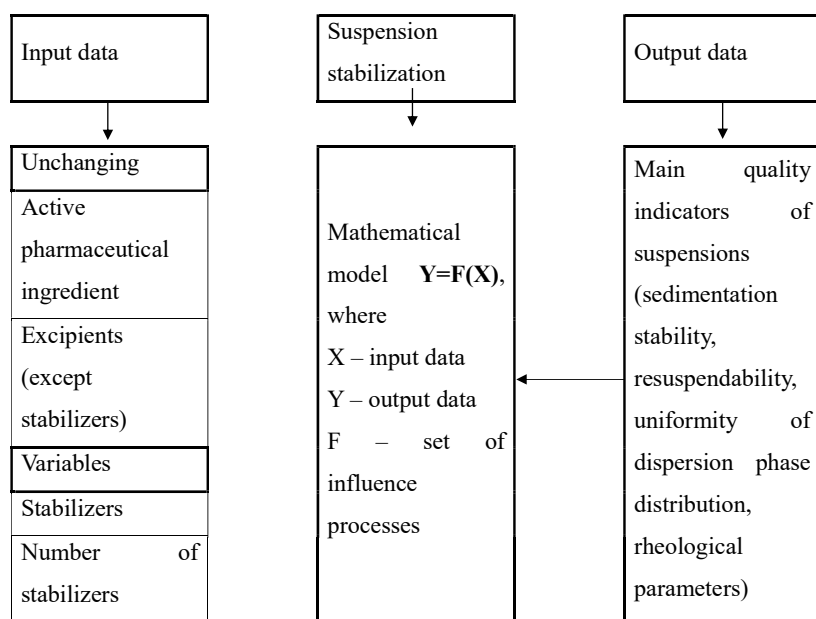 Input data
Unchanging
Active
pharmaceutical
ingredient
Excipients
(except
stabilizers)
Variables
Stabilizers
Number of
stabilizers
Suspension
stabilization
Mathematical
model Y=F(X),
where
X – input data
Y – output data
F – set of
influence
processes
Output data
Main quality
indicators of
suspensions
(sedimentation
stability,
resuspendability,
uniformity of
dispersion phase
distribution,
rheological
parameters)